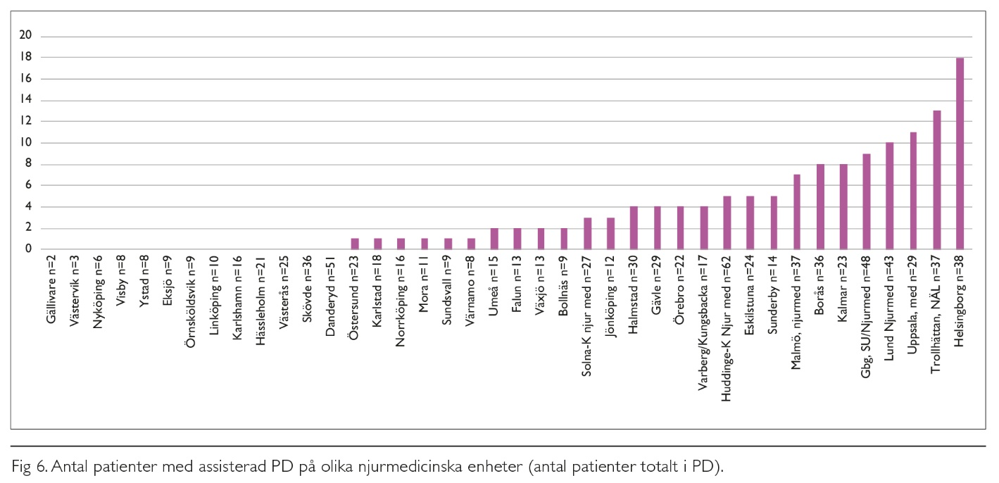 20
18
16
14
12
10
8
6
4
2
0
Gällivare n=2
Västervik n=3
Nyköping n=6
Visby n=8
Ystad n=8
Eksjö n=9
Örnsköldsvik n=9
Linköping n=10
Karlshamn n=16
Hässleholm n=21
Västerås n=25
Skövde n=36
Danderyd n=51
Östersund n=23
Karlstad n=18
Norrköping n=16
Mora n=11
Sundsvall n=9
Värnamo n=8
Umeå n=15
Falun n=13
Växjö n=13
Bollnäs n=9
Solna-K njur med n=27
Jönköping n=12
Halmstad n=30
Gävle n=29
Örebro n=22
Varberg/Kungsbacka n=17
Huddinge-K Njur med n=62
Eskilstuna n=24
Sunderby n=14
Malmö, njurmed n=37
Borås n=36
Kalmar n=23
Gbg, SU/Njurmed n=48
Lund Njurmed n=43
Uppsala, med n=29
Trollhättan, NÄL n=37
Helsingborg n=38
Fig 6. Antal patienter med assisterad PD på olika njurmedicinska enheter (antal patienter totalt i PD).